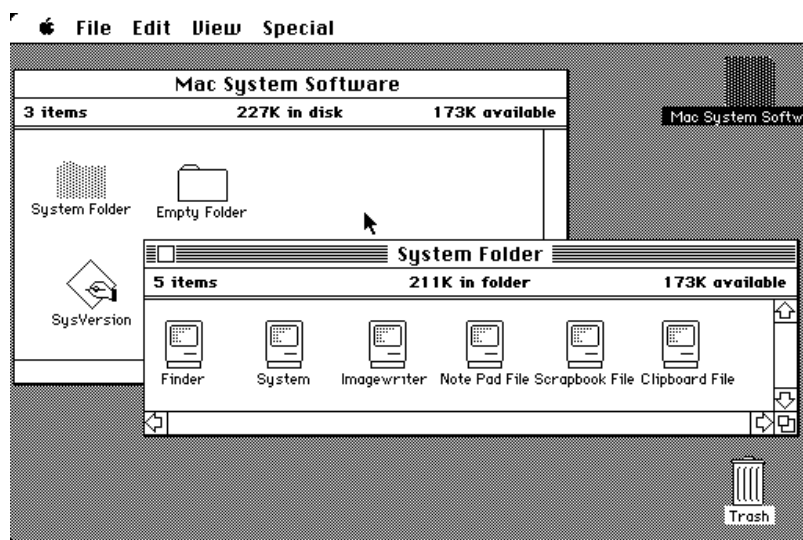 File Edit View Special
Mac System Software
3 items 227K in disk 173K available
Mac System Softw
System Folder
Empty Folder
SysVersion
System Folder
5 items 211K in folder 173K available
Finder System Imagewriter Note Pad File Scrapbook File Clipboard File
Trash